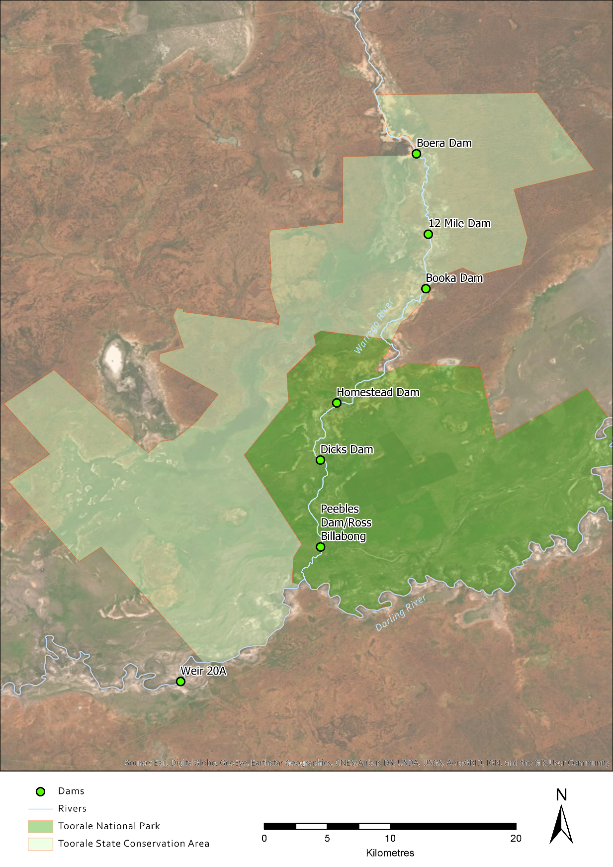 Boera Dam
12 Mile Dam
Booka Dam
Warrego River
Homestead Dam
Dicks Dam
Peebles
Dam/Ross
Billabong
Darling River
Weir 20A
Dams
Rivers
Toorale National Park
Toorale State Conservation Area
N
0 5 10 20
Kilometres